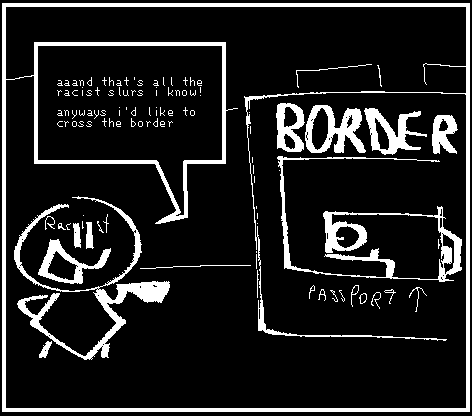 aaand that's all the
racist slurs i know!
anyways i'd like to
cross the border
BORDER
Racist
PASSPORT ↑